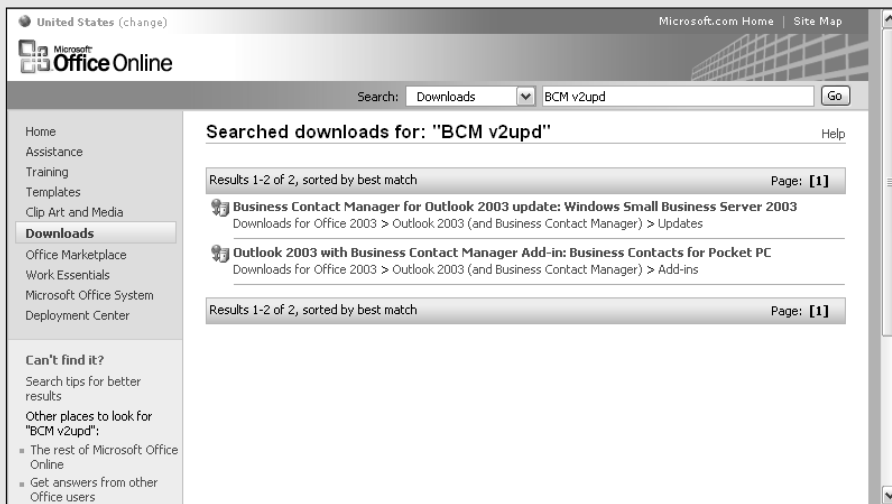 United States (change)
Microsoft.com Home | Site Map
Microsoft
Office Online
Search: Downloads BCM v2upd Go
Home
Assistance
Training
Templates
Clip Art and Media
Downloads
Office Marketplace
Work Essentials
Microsoft Office System
Deployment Center
Can't find it?
Search tips for better
results
Other places to look for
"BCM v2upd":
The rest of Microsoft Office
Online
Get answers from other
Office users
Searched downloads for: "BCM v2upd"
Help
Results 1-2 of 2, sorted by best match Page: [1]
Business Contact Manager for Outlook 2003 update: Windows Small Business Server 2003
Downloads for Office 2003 > Outlook 2003 (and Business Contact Manager) > Updates
Outlook 2003 with Business Contact Manager Add-in: Business Contacts for Pocket PC
Downloads for Office 2003 > Outlook 2003 (and Business Contact Manager) > Add-ins
Results 1-2 of 2, sorted by best match Page: [1]